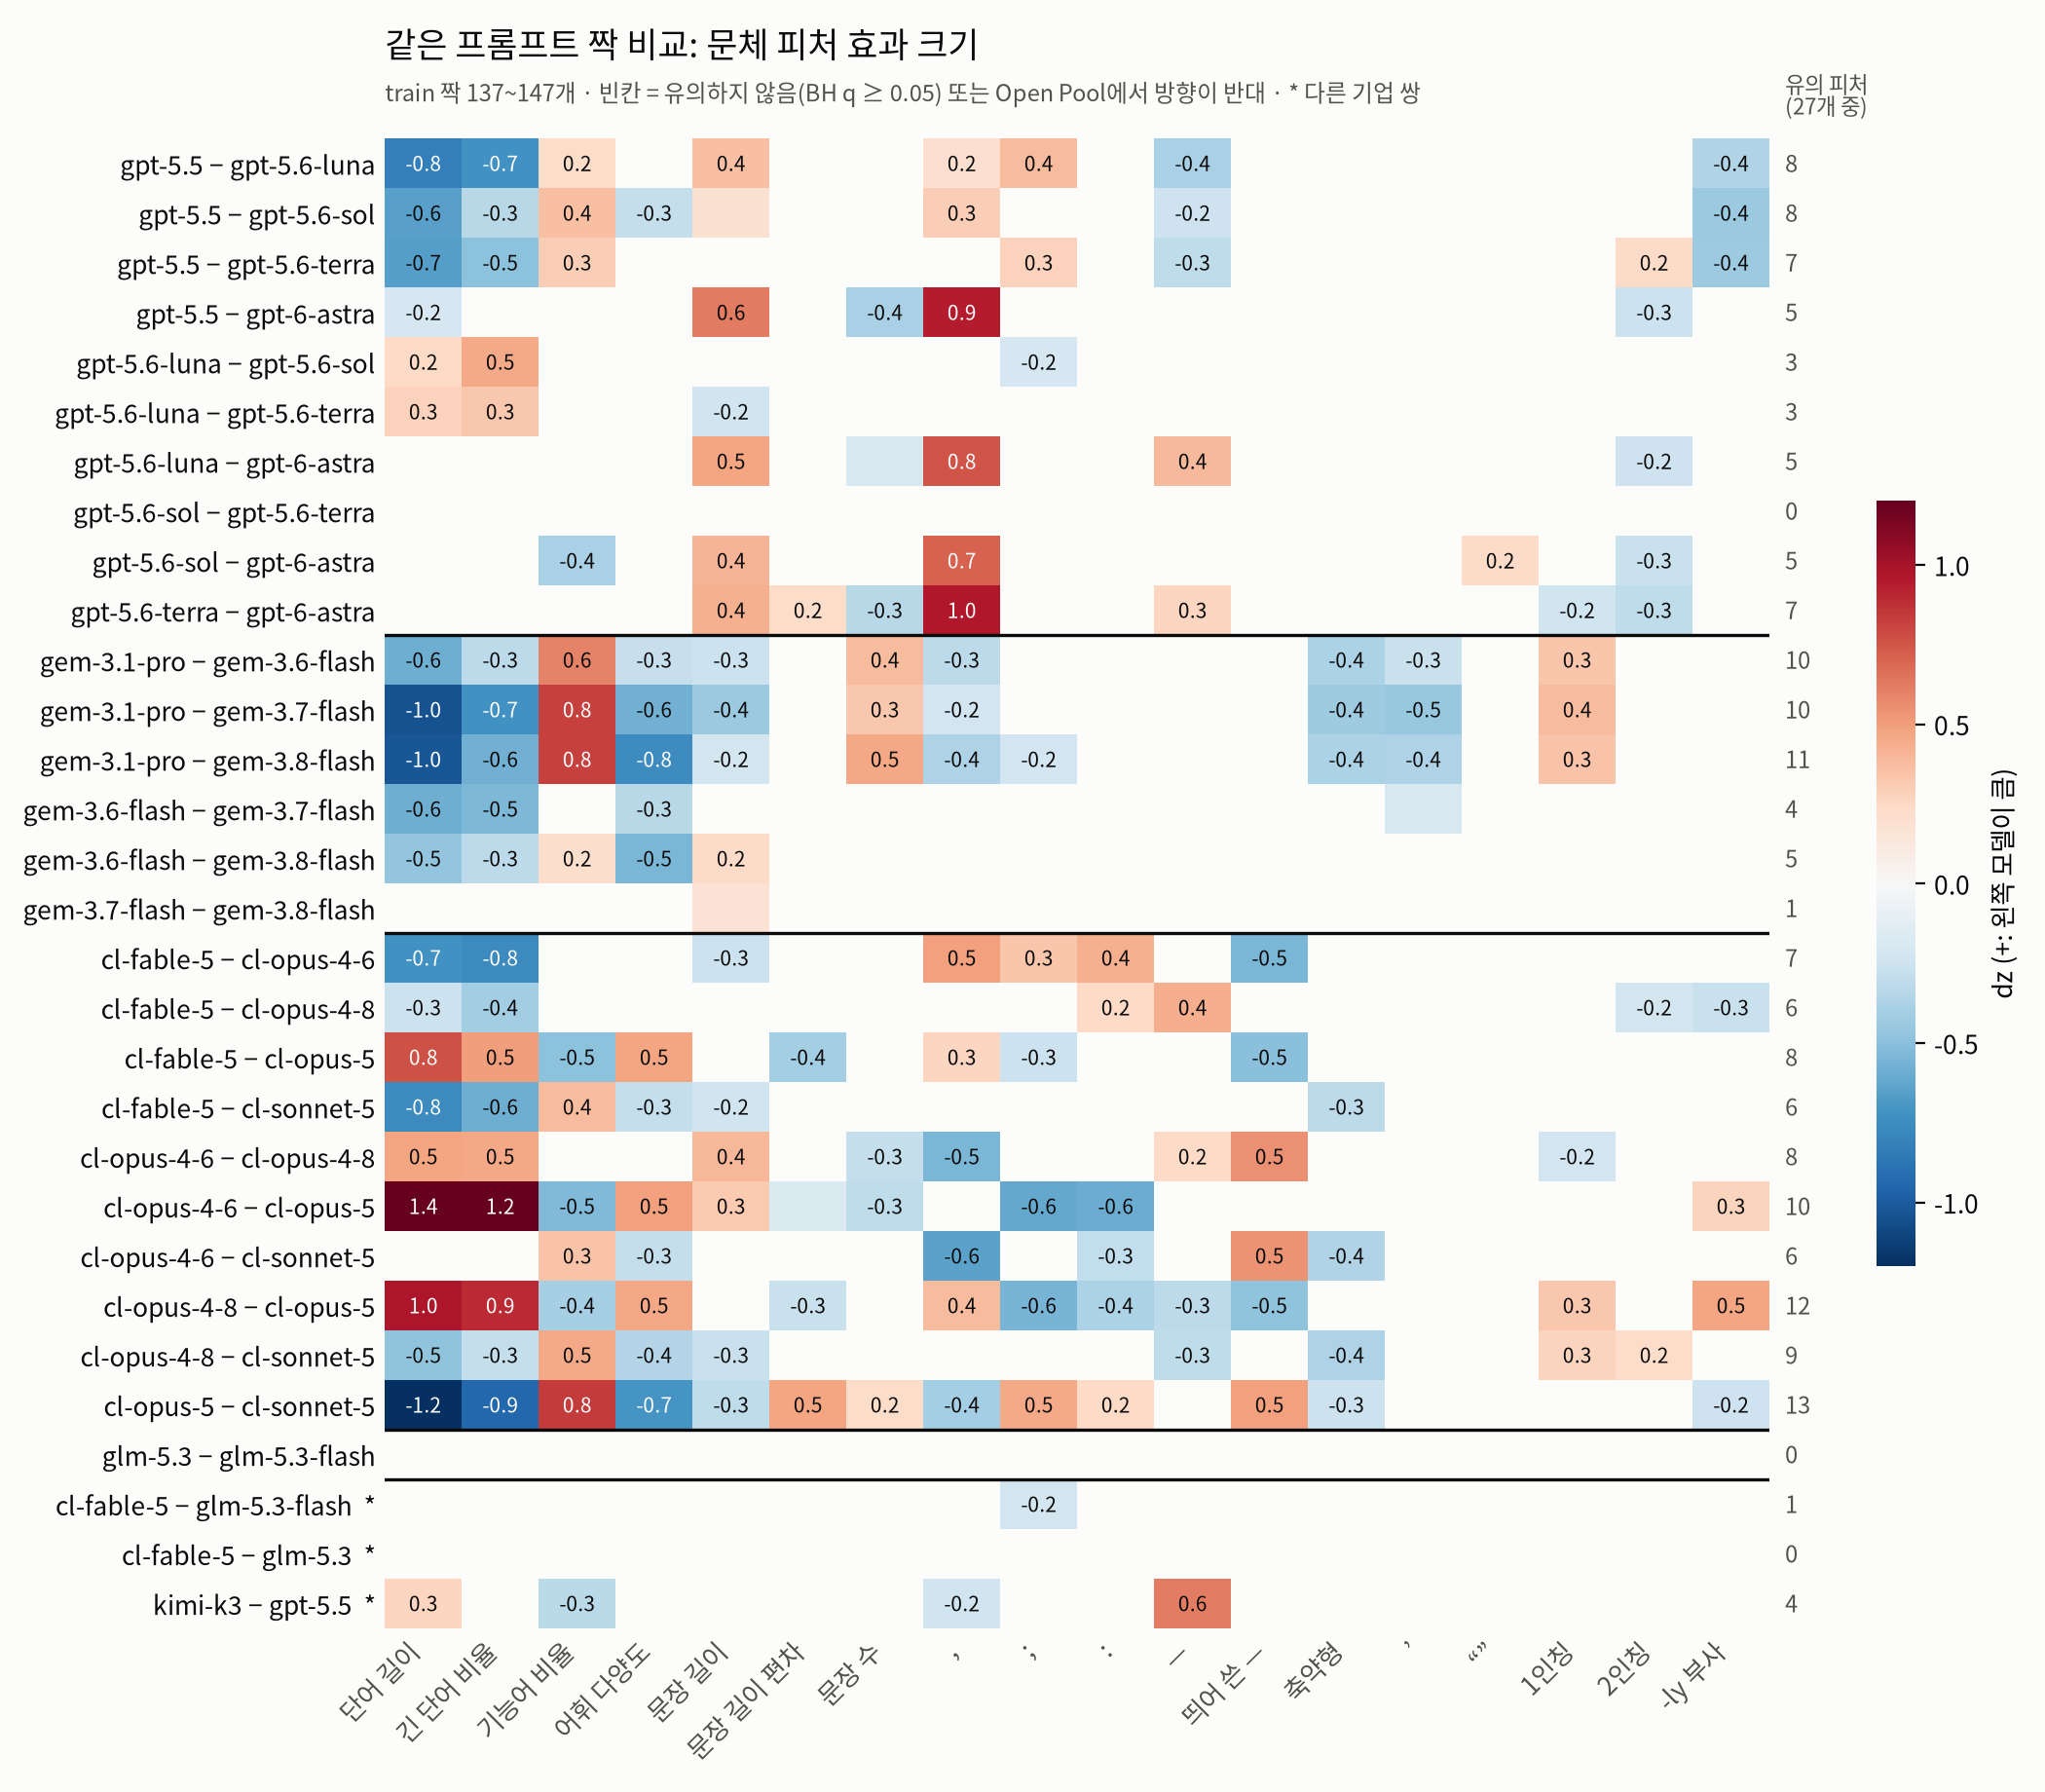 같은 프롬프트 짝 비교: 문체 피처 효과 크기
train 짝 137~147개 · 빈칸 = 유의하지 않음(BH q ≥ 0.05) 또는 Open Pool에서 방향이 반대 · * 다른 기업 쌍
유의 피처
(27개 중)
gpt-5.5 − gpt-5.6-luna -0.8 -0.7 0.2 0.4 0.2 0.4 -0.4 -0.4 8
gpt-5.5 − gpt-5.6-sol -0.6 -0.3 0.4 -0.3 0.3 -0.2 -0.4 8
gpt-5.5 − gpt-5.6-terra -0.7 -0.5 0.3 0.3 -0.3 0.2 -0.4 7
gpt-5.5 − gpt-6-astra -0.2 0.6 -0.4 0.9 -0.3 5
gpt-5.6-luna − gpt-5.6-sol 0.2 0.5 -0.2 3
gpt-5.6-luna − gpt-5.6-terra 0.3 0.3 -0.2 3
gpt-5.6-luna − gpt-6-astra 0.5 0.8 0.4 -0.2 5
gpt-5.6-sol − gpt-5.6-terra 0
gpt-5.6-sol − gpt-6-astra -0.4 0.4 0.7 0.2 -0.3 5
gpt-5.6-terra − gpt-6-astra 0.4 0.2 -0.3 1.0 0.3 -0.2 -0.3 7
gem-3.1-pro − gem-3.6-flash -0.6 -0.3 0.6 -0.3 -0.3 0.4 -0.3 -0.4 -0.3 0.3 10
gem-3.1-pro − gem-3.7-flash -1.0 -0.7 0.8 -0.6 -0.4 0.3 -0.2 -0.4 -0.5 0.4 10
gem-3.1-pro − gem-3.8-flash -1.0 -0.6 0.8 -0.8 -0.2 0.5 -0.4 -0.2 -0.4 -0.4 0.3 11
gem-3.6-flash − gem-3.7-flash -0.6 -0.5 -0.3 4
gem-3.6-flash − gem-3.8-flash -0.5 -0.3 0.2 -0.5 0.2 5
gem-3.7-flash − gem-3.8-flash 1
cl-fable-5 − cl-opus-4-6 -0.7 -0.8 -0.3 0.5 0.3 0.4 -0.5 7
cl-fable-5 − cl-opus-4-8 -0.3 -0.4 0.2 0.4 -0.2 -0.3 6
cl-fable-5 − cl-opus-5 0.8 0.5 -0.5 0.5 -0.4 0.3 -0.3 -0.5 8
cl-fable-5 − cl-sonnet-5 -0.8 -0.6 0.4 -0.3 -0.2 -0.3 6
cl-opus-4-6 − cl-opus-4-8 0.5 0.5 0.4 -0.3 -0.5 0.2 0.5 -0.2 8
cl-opus-4-6 − cl-opus-5 1.4 1.2 -0.5 0.5 0.3 -0.3 -0.6 -0.6 0.3 10
cl-opus-4-6 − cl-sonnet-5 0.3 -0.3 -0.6 -0.3 0.5 -0.4 6
cl-opus-4-8 − cl-opus-5 1.0 0.9 -0.4 0.5 -0.3 0.4 -0.6 -0.4 -0.3 -0.5 0.3 0.5 12
cl-opus-4-8 − cl-sonnet-5 -0.5 -0.3 0.5 -0.4 -0.3 -0.3 -0.4 0.3 0.2 9
cl-opus-5 − cl-sonnet-5 -1.2 -0.9 0.8 -0.7 -0.3 0.5 0.2 -0.4 0.5 0.2 0.5 -0.3 -0.2 13
glm-5.3 − glm-5.3-flash 0
cl-fable-5 − glm-5.3-flash * -0.2 1
cl-fable-5 − glm-5.3 * 0
kimi-k3 − gpt-5.5 * 0.3 -0.3 -0.2 0.6 4
단어 길이
긴 단어 비율
기능어 비율
어휘 다양도
문장 길이
문장 길이 편차
문장 수
,
;
:
—
띄어 쓴 —
축약형
’
“”
1인칭
2인칭
-ly 부사
1.0
0.5
0.0
-0.5
-1.0
dz (+: 왼쪽 모델이 큼)